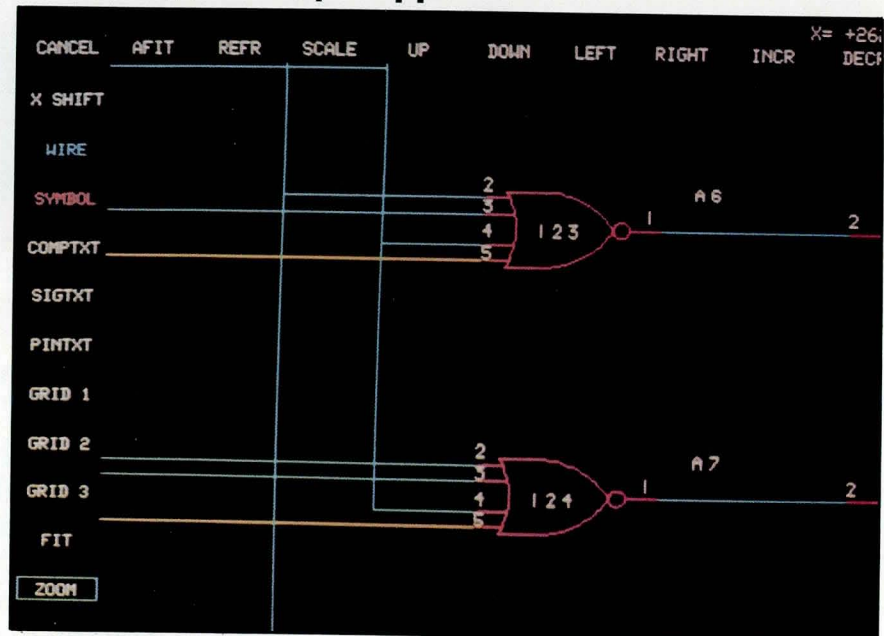 X= +26
CANCEL AFIT REFR SCALE UP DOWN LEFT RIGHT INCR DECR
X SHIFT
WIRE
SYMBOL
COMPTXT
SIGTXT
PINTXT
GRID 1
GRID 2
GRID 3
FIT
ZOOM
2
3
4
5
123
1
A6
2
2
3
4
5
124
1
A7
2